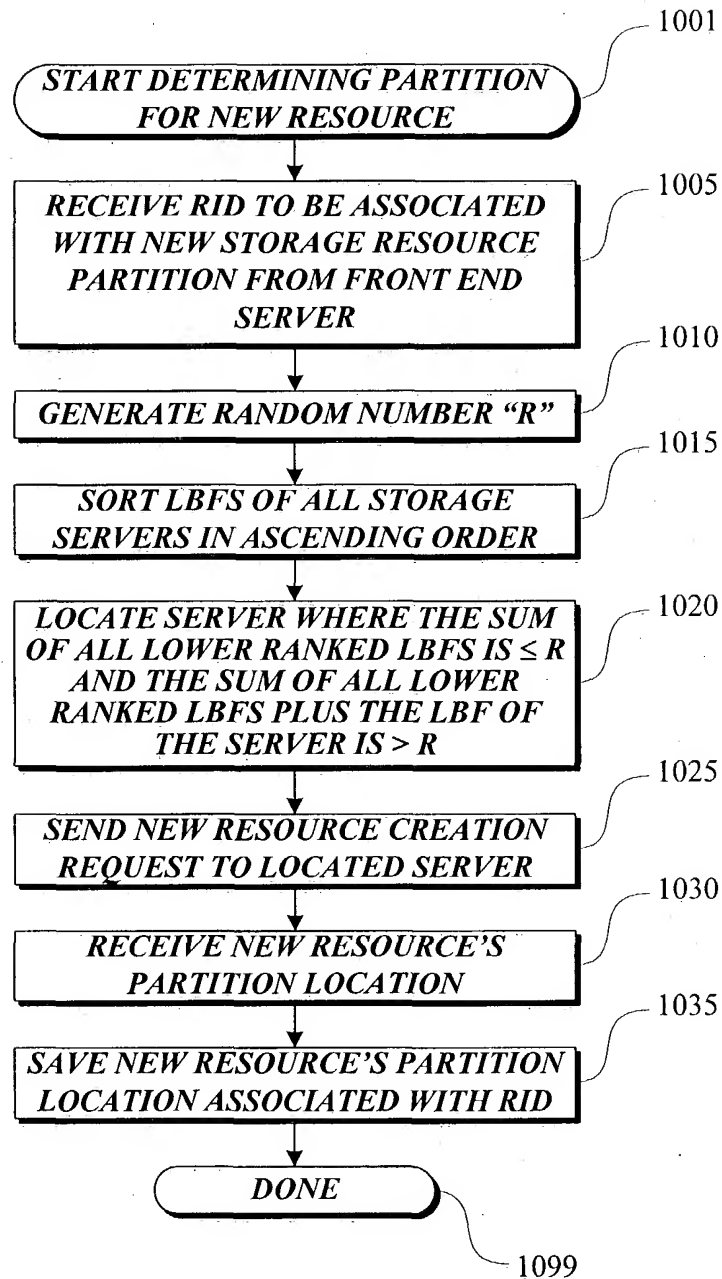 1001
START DETERMINING PARTITION
FOR NEW RESOURCE
1005
RECEIVE RID TO BE ASSOCIATED
WITH NEW STORAGE RESOURCE
PARTITION FROM FRONT END
SERVER
1010
GENERATE RANDOM NUMBER “R”
1015
SORT LBFS OF ALL STORAGE
SERVERS IN ASCENDING ORDER
1020
LOCATE SERVER WHERE THE SUM
OF ALL LOWER RANKED LBFS IS ≤ R
AND THE SUM OF ALL LOWER
RANKED LBFS PLUS THE LBF OF
THE SERVER IS > R
1025
SEND NEW RESOURCE CREATION
REQUEST TO LOCATED SERVER
1030
RECEIVE NEW RESOURCE’S
PARTITION LOCATION
1035
SAVE NEW RESOURCE’S PARTITION
LOCATION ASSOCIATED WITH RID
DONE
1099